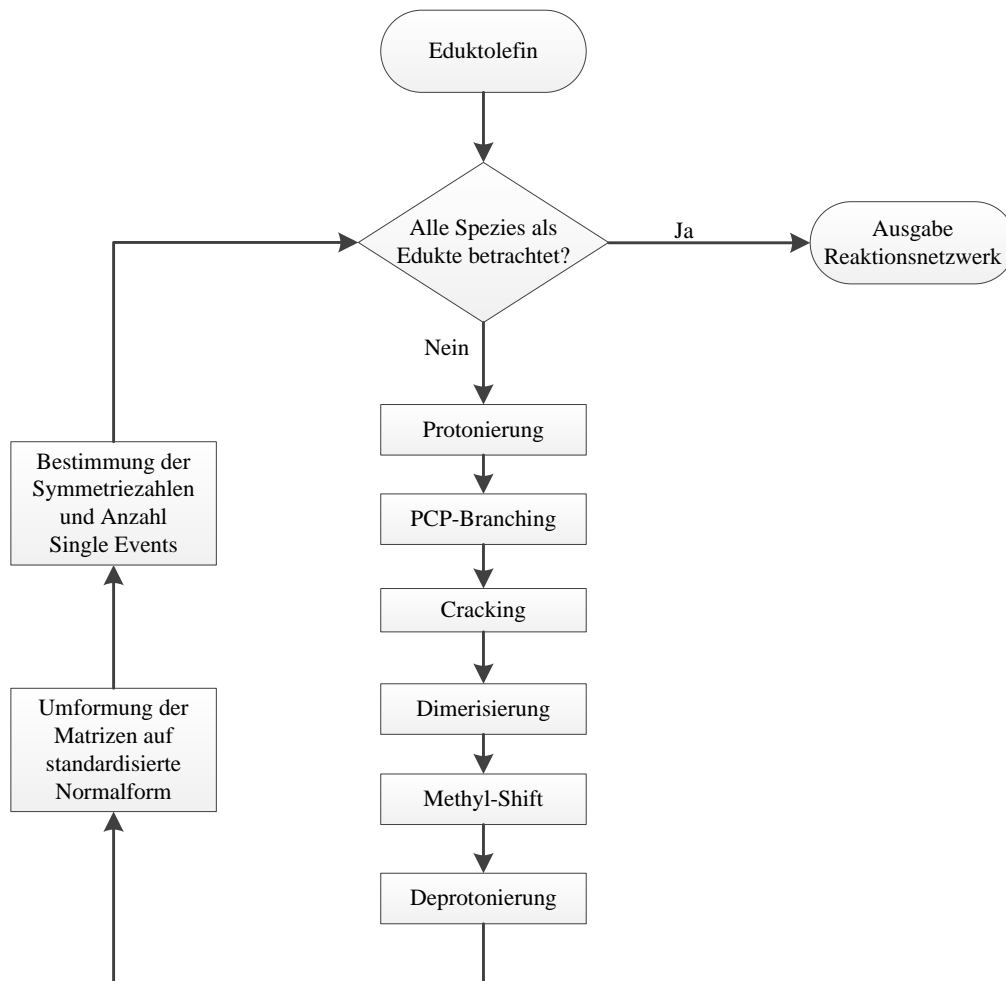 Eduktolefin
Alle Spezies als
Edukte betrachtet?
Ja
Ausgabe
Reaktionsnetzwerk
Nein
Protonierung
PCP-Branching
Cracking
Dimerisierung
Methyl-Shift
Deprotonierung
Umformung der
Matrizen auf
standardisierte
Normalform
Bestimmung der
Symmetriezahlen
und Anzahl
Single Events